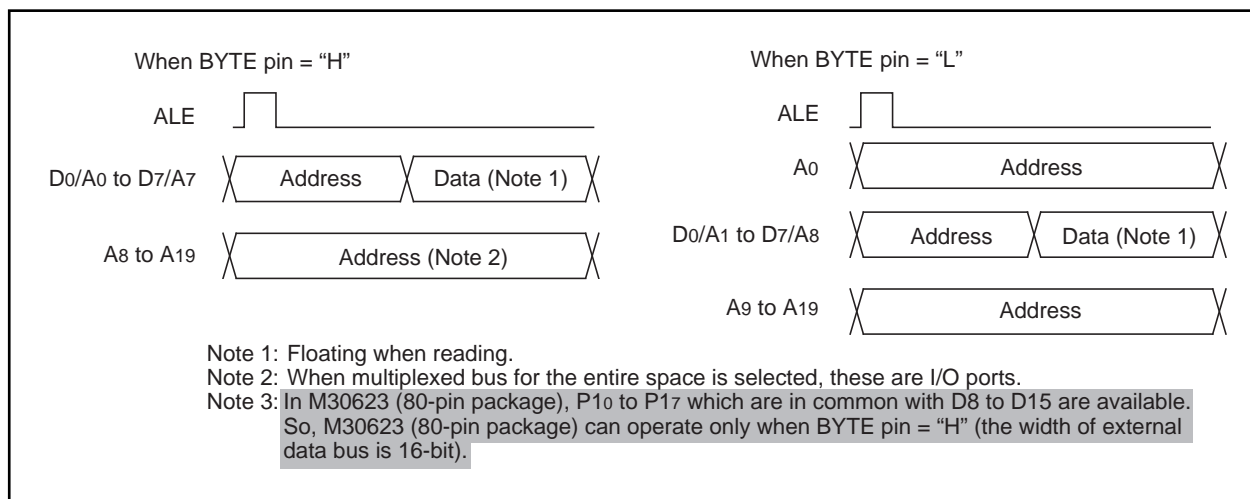 When BYTE pin = “H”
ALE
D0/A0 to D7/A7
Address
Data (Note 1)
A8 to A19
Address (Note 2)
When BYTE pin = “L”
ALE
A0
Address
D0/A1 to D7/A8
Address
Data (Note 1)
A9 to A19
Address
Note 1: Floating when reading.
Note 2: When multiplexed bus for the entire space is selected, these are I/O ports.
Note 3: In M30623 (80-pin package), P10 to P17 which are in common with D8 to D15 are available.
So, M30623 (80-pin package) can operate only when BYTE pin = “H” (the width of external
data bus is 16-bit).